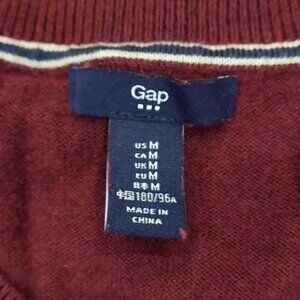 Gap
US M
CA M
UK M
EU M
日本 M
中国 180/96A
MADE IN
CHINA